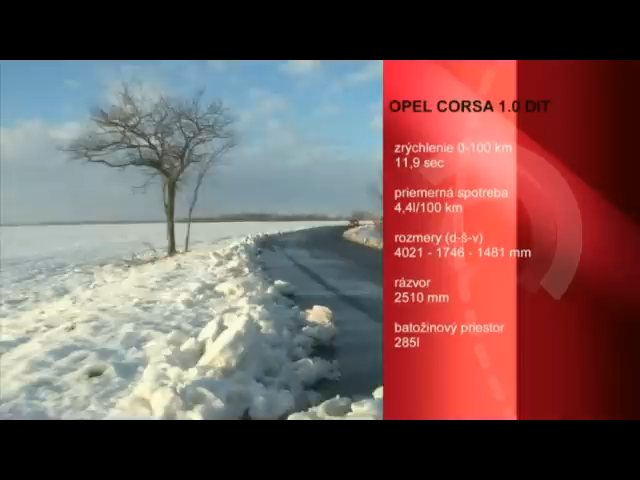 OPEL CORSA 1.0 DIT
zrýchlenie 0-100 km
11,9 sec
priemerná spotreba
4,4l/100 km
rozmery (d-š-v)
4021 - 1746 - 1481 mm
rázvor
2510 mm
batožinový priestor
285l